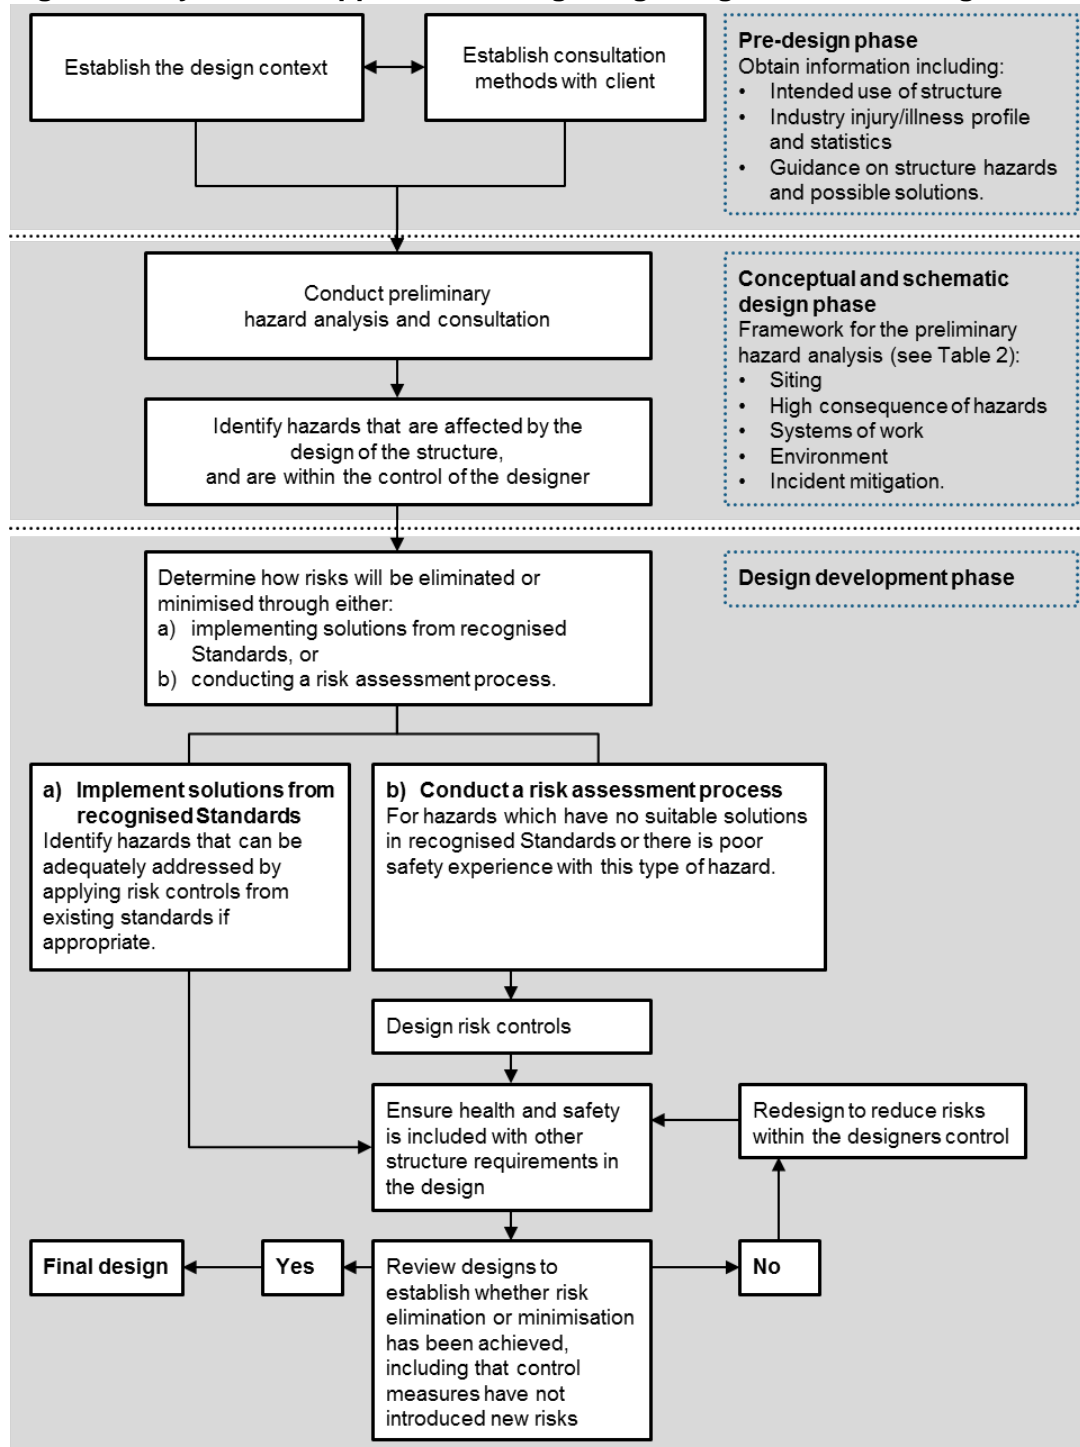 Establish the design context
Establish consultation
methods with client
Pre-design phase
Obtain information including:
• Intended use of structure
• Industry injury/illness profile
and statistics
• Guidance on structure hazards
and possible solutions.
Conduct preliminary
hazard analysis and consultation
Conceptual and schematic
design phase
Framework for the preliminary
hazard analysis (see Table 2):
• Siting
• High consequence of hazards
• Systems of work
• Environment
• Incident mitigation.
Identify hazards that are affected by the
design of the structure,
and are within the control of the designer
Design development phase
Determine how risks will be eliminated or
minimised through either:
a) implementing solutions from recognised
Standards, or
b) conducting a risk assessment process.
a) Implement solutions from
recognised Standards
Identify hazards that can be
adequately addressed by
applying risk controls from
existing standards if
appropriate.
b) Conduct a risk assessment process
For hazards which have no suitable solutions
in recognised Standards or there is poor
safety experience with this type of hazard.
Design risk controls
Ensure health and safety
is included with other
structure requirements in
the design
Redesign to reduce risks
within the designers control
Final design
Yes
Review designs to
establish whether risk
elimination or minimisation
has been achieved,
including that control
measures have not
introduced new risks
No